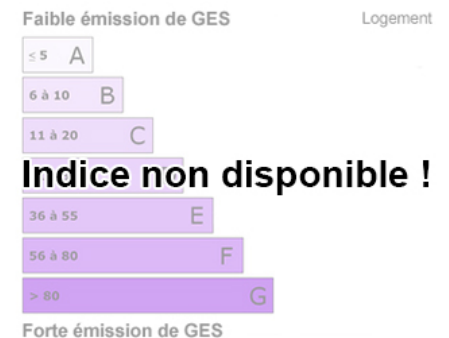 Faible émission de GES
Logement
≤ 5 A
6 à 10 B
11 à 20 C
Indice non disponible !
36 à 55 E
56 à 80 F
> 80 G
Forte émission de GES